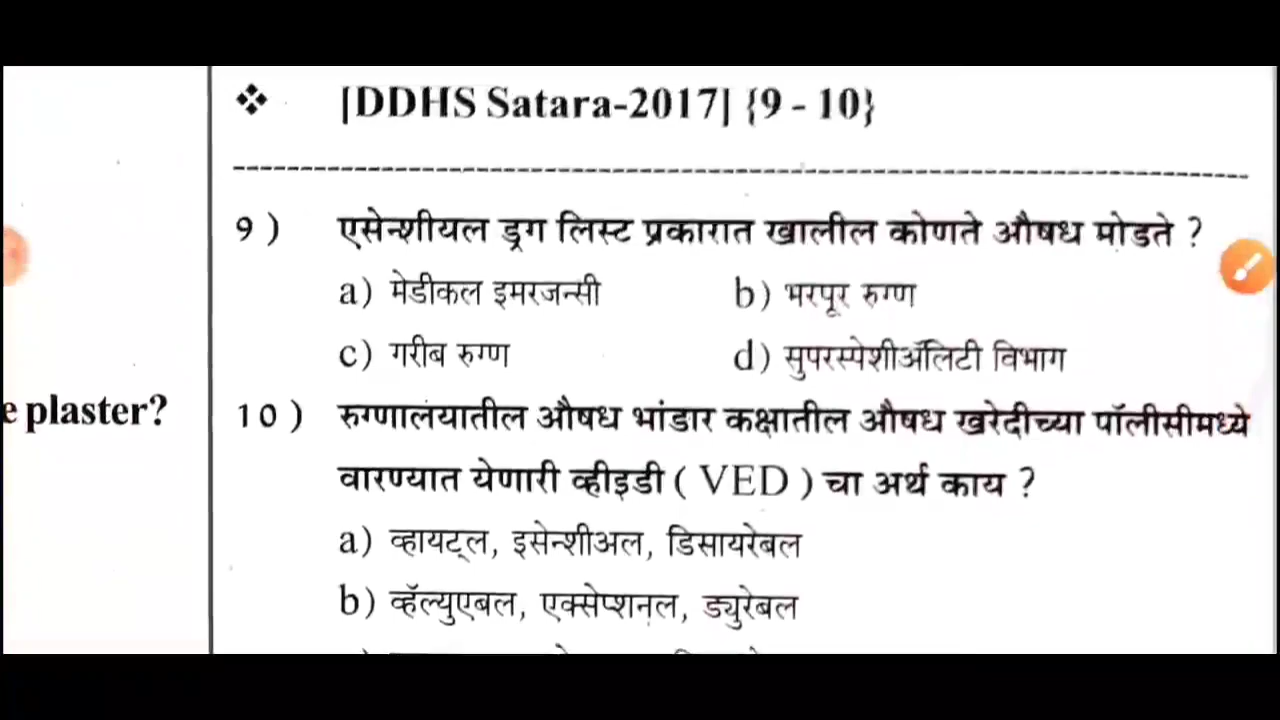 ❖ [DDHS Satara-2017] {9 - 10}
9 ) एसेन्शीयल ड्रग लिस्ट प्रकारात खालील कोणते औषध मोडते ?
a) मेडीकल इमरजन्सी b) भरपूर रुग्ण
c) गरीब रुग्ण d) सुपरस्पेशीॲलिटी विभाग
e plaster?
10 ) रुग्णालयातील औषध भांडार कक्षातील औषध खरेदीच्या पॉलीसीमध्ये
वारण्यात येणारी व्हीइडी ( VED ) चा अर्थ काय ?
a) व्हायट्ल, इसेन्शीअल, डिसायरेबल
b) व्हॅल्युएबल, एक्सेप्शनल, ड्युरेबल